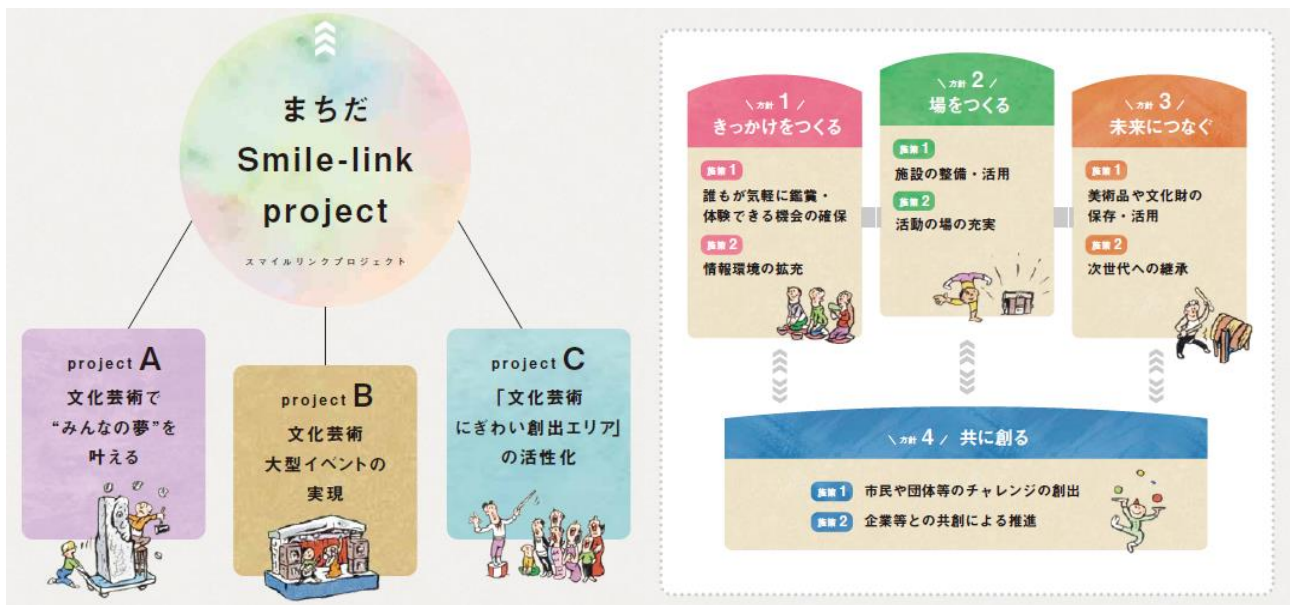 まちだ
Smile-link
project
スマイルリンクプロジェクト
project A
文化芸術で
“みんなの夢”を
叶える
project B
文化芸術
大型イベントの
実現
project C
「文化芸術
にぎわい創出エリア」
の活性化
方針 1
きっかけをつくる
施策 1
誰もが気軽に鑑賞・
体験できる機会の確保
施策 2
情報環境の拡充
方針 2
場をつくる
施策 1
施設の整備・活用
施策 2
活動の場の充実
方針 3
未来につなぐ
施策 1
美術品や文化財の
保存・活用
施策 2
次世代への継承
方針 4 共に創る
施策 1 市民や団体等のチャレンジの創出
施策 2 企業等との共創による推進